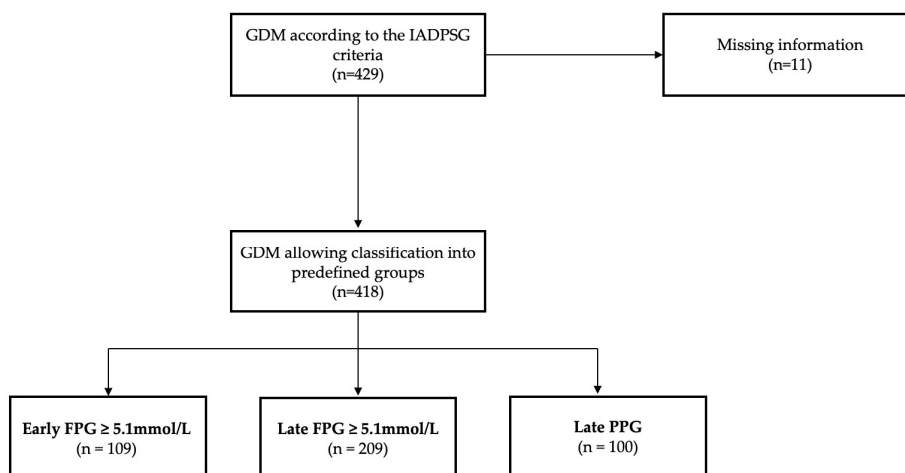 GDM according to the IADPSG
criteria
(n=429)
Missing information
(n=11)
GDM allowing classification into
predefined groups
(n=418)
Early FPG ≥ 5.1mmol/L
(n = 109)
Late FPG ≥ 5.1mmol/L
(n = 209)
Late PPG
(n = 100)